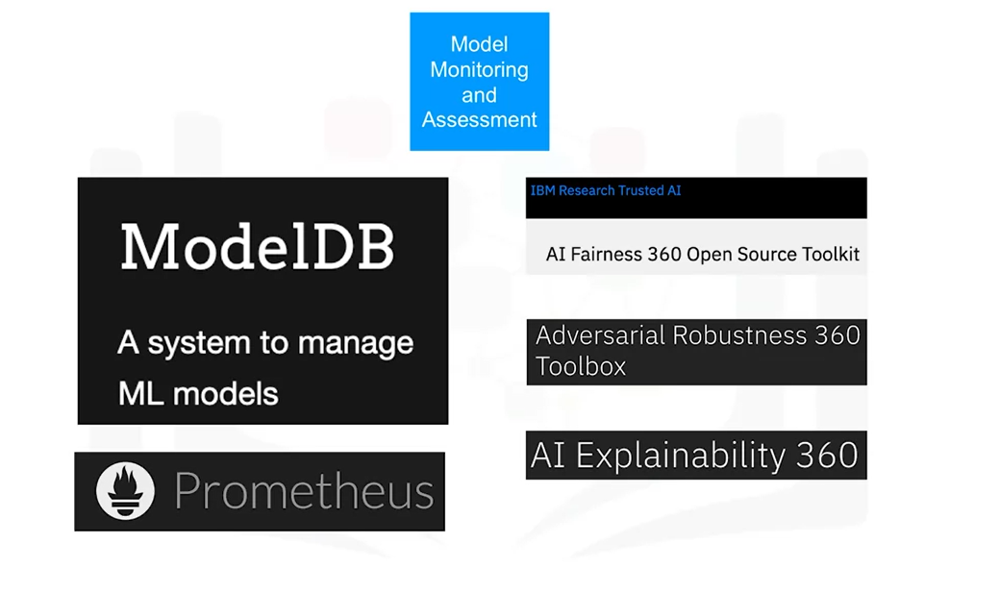 Model
Monitoring
and
Assessment
ModelDB
A system to manage
ML models
Prometheus
IBM Research Trusted AI
AI Fairness 360 Open Source Toolkit
Adversarial Robustness 360
Toolbox
AI Explainability 360